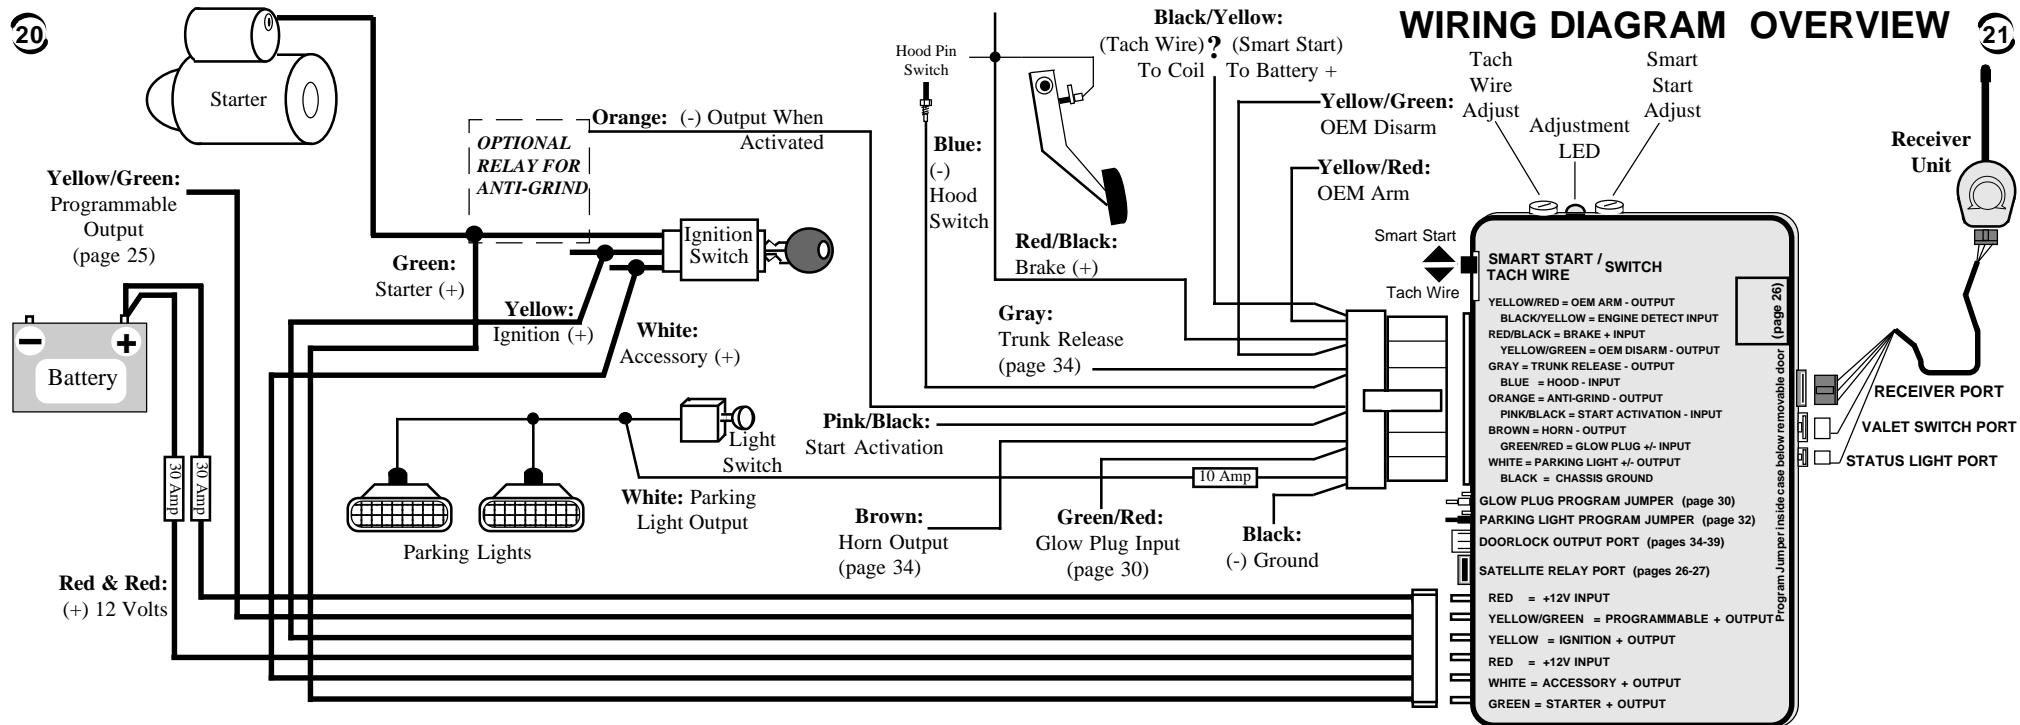 20
WIRING DIAGRAM OVERVIEW
21
Starter
Orange: (-) Output When
Activated
OPTIONAL
RELAY FOR
ANTI-GRIND
Yellow/Green:
Programmable
Output
(page 25)
Green:
Starter (+)
Ignition
Switch
Yellow:
Ignition (+)
White:
Accessory (+)
Battery
- +
30 Amp
30 Amp
Red & Red:
(+) 12 Volts
Light
Switch
Parking Lights
White: Parking
Light Output
Hood Pin
Switch
Blue:
(-)
Hood
Switch
Black/Yellow:
(Tach Wire) ? (Smart Start)
To Coil To Battery +
Yellow/Green:
OEM Disarm
Yellow/Red:
OEM Arm
Red/Black:
Brake (+)
Gray:
Trunk Release
(page 34)
Pink/Black:
Start Activation
Brown:
Horn Output
(page 34)
Green/Red:
Glow Plug Input
(page 30)
10 Amp
Black:
(-) Ground
Tach
Wire
Adjust
Adjustment
LED
Smart
Start
Adjust
Receiver
Unit
Smart Start
Tach Wire
SMART START /
TACH WIRE SWITCH
YELLOW/RED = OEM ARM - OUTPUT
BLACK/YELLOW = ENGINE DETECT INPUT
RED/BLACK = BRAKE + INPUT
YELLOW/GREEN = OEM DISARM - OUTPUT
GRAY = TRUNK RELEASE - OUTPUT
BLUE = HOOD - INPUT
ORANGE = ANTI-GRIND - OUTPUT
PINK/BLACK = START ACTIVATION - INPUT
BROWN = HORN - OUTPUT
GREEN/RED = GLOW PLUG +/- INPUT
WHITE = PARKING LIGHT +/- OUTPUT
BLACK = CHASSIS GROUND
GLOW PLUG PROGRAM JUMPER (page 30)
PARKING LIGHT PROGRAM JUMPER (page 32)
DOORLOCK OUTPUT PORT (pages 34-39)
SATELLITE RELAY PORT (pages 26-27)
RED = +12V INPUT
YELLOW/GREEN = PROGRAMMABLE + OUTPUT
YELLOW = IGNITION + OUTPUT
RED = +12V INPUT
WHITE = ACCESSORY + OUTPUT
GREEN = STARTER + OUTPUT
Program Jumper inside case below removable door (page 26)
RECEIVER PORT
VALET SWITCH PORT
STATUS LIGHT PORT